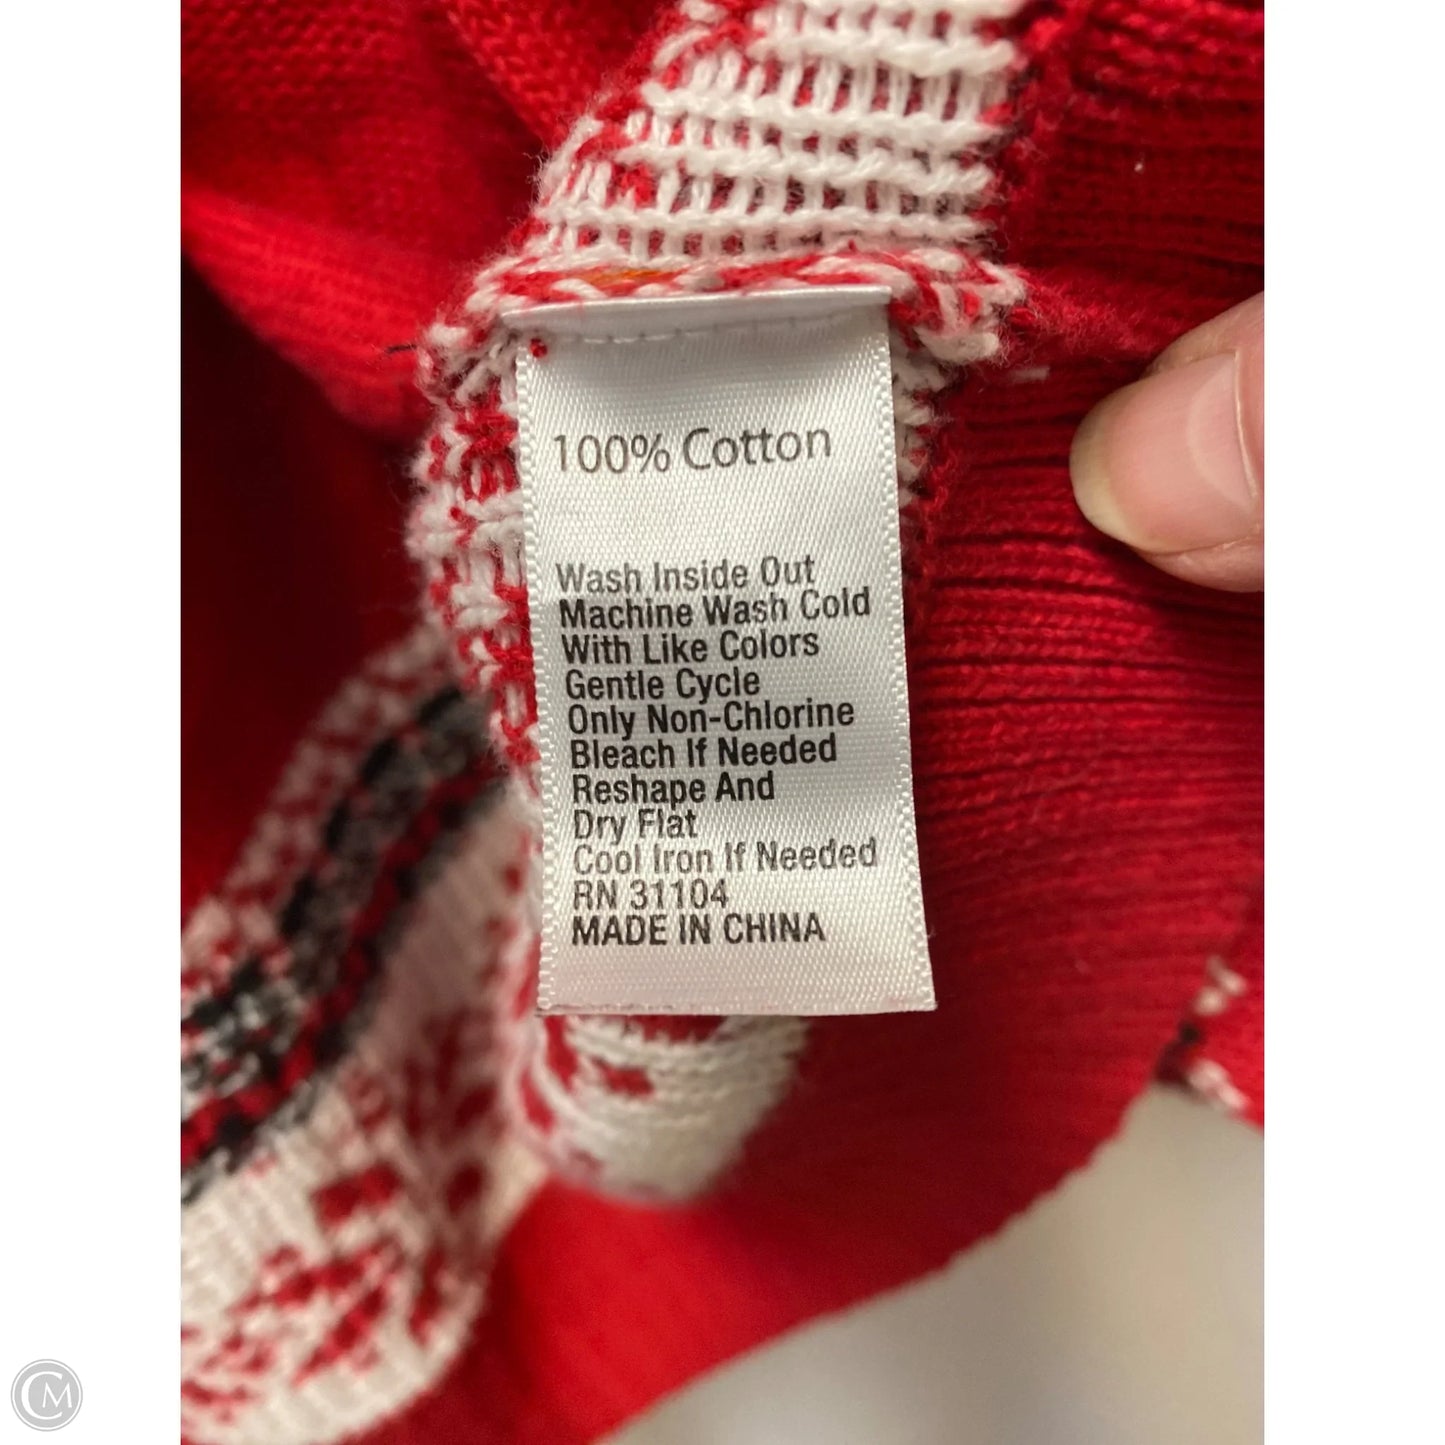 100% Cotton
Wash Inside Out
Machine Wash Cold
With Like Colors
Gentle Cycle
Only Non-Chlorine
Bleach If Needed
Reshape And
Dry Flat
Cool Iron If Needed
RN 31104
MADE IN CHINA
CM